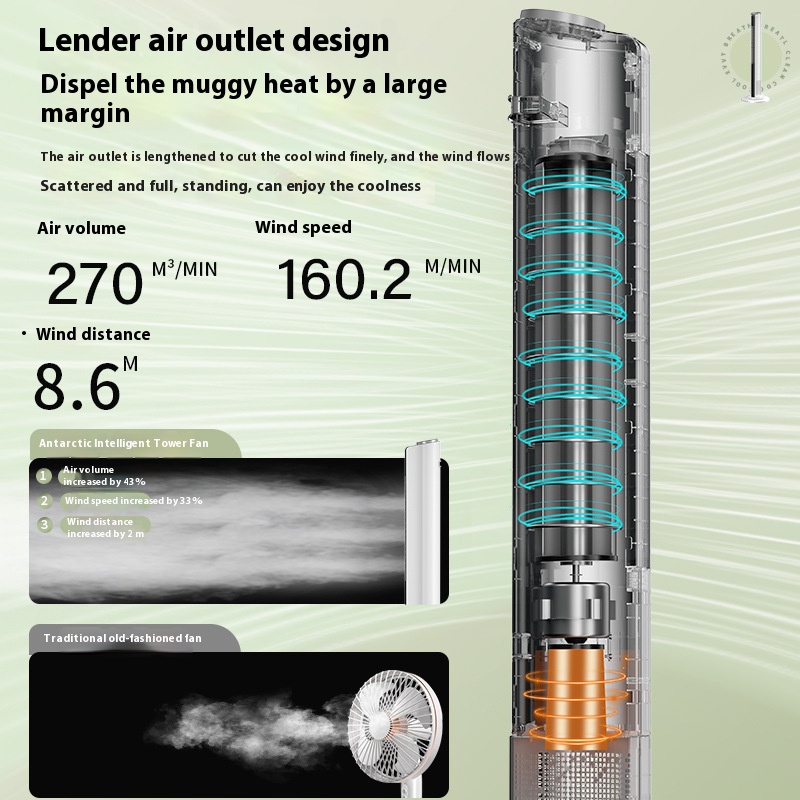 Lender air outlet design
Dispel the muggy heat by a large
margin
The air outlet is lengthened to cut the cool wind finely, and the wind flows
Scattered and full, standing, can enjoy the coolness
Air volume
270 M³/MIN
Wind speed
160.2 M/MIN
• Wind distance
8.6 M
Antarctic Intelligent Tower Fan
1 Air volume
increased by 43%
2 Wind speed increased by 33%
3 Wind distance
increased by 2 m
Traditional old-fashioned fan